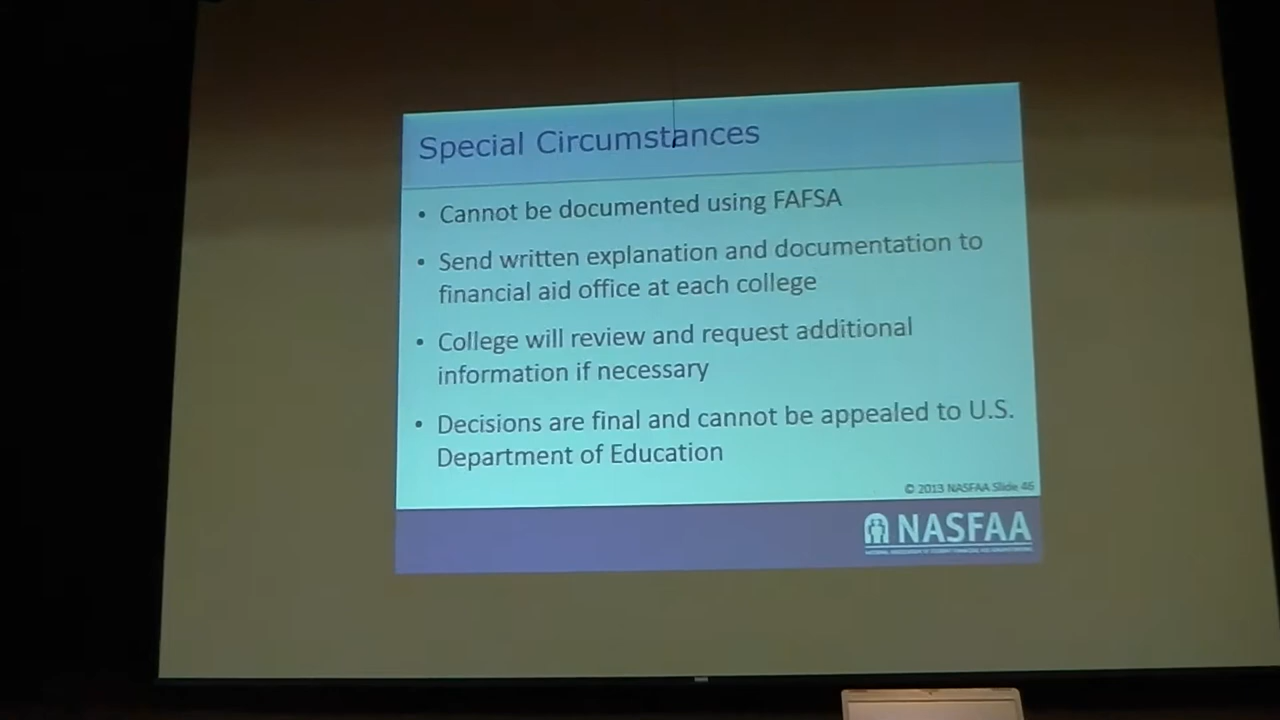 Special Circumstances
• Cannot be documented using FAFSA
• Send written explanation and documentation to
financial aid office at each college
• College will review and request additional
information if necessary
• Decisions are final and cannot be appealed to U.S.
Department of Education
© 2013 NASFAA Slide 46
NASFAA